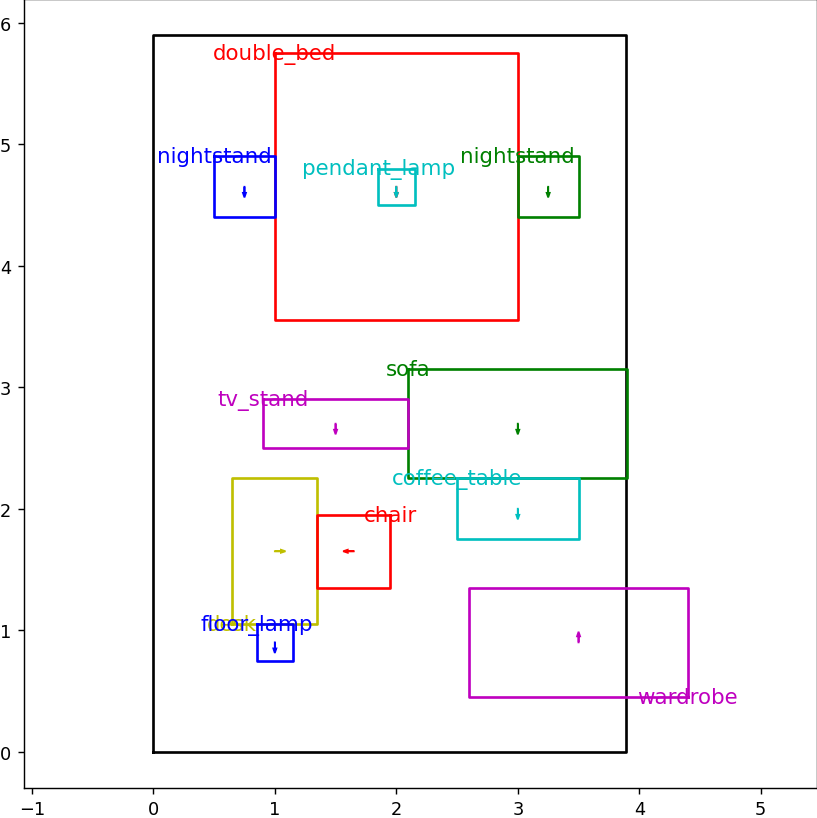 6
double_bed
nightstand
nightstand
pendant_lamp
5
4
sofa
tv_stand
3
coffee_table
chair
2
desk
floor_lamp
1
wardrobe
0
−1 0 1 2 3 4 5